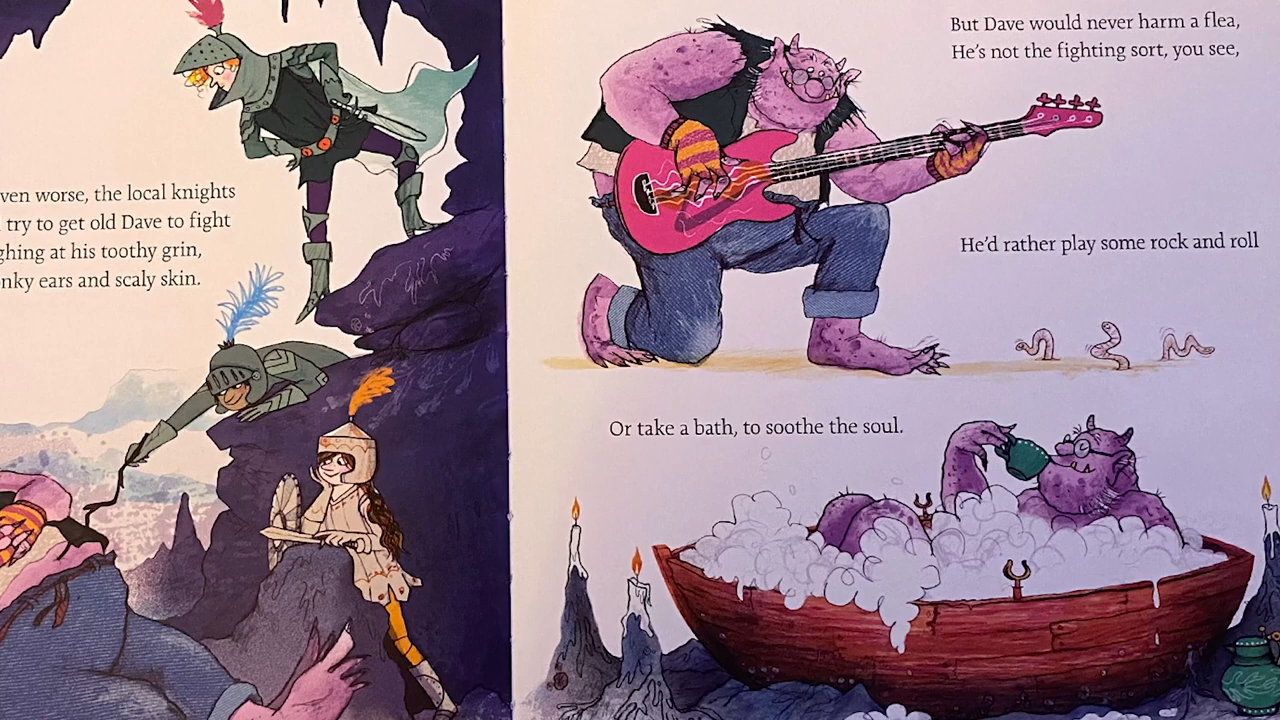 ven worse, the local knights
try to get old Dave to fight
ghing at his toothy grin,
nky ears and scaly skin.
But Dave would never harm a flea,
He's not the fighting sort, you see,
He'd rather play some rock and roll
Or take a bath, to soothe the soul.